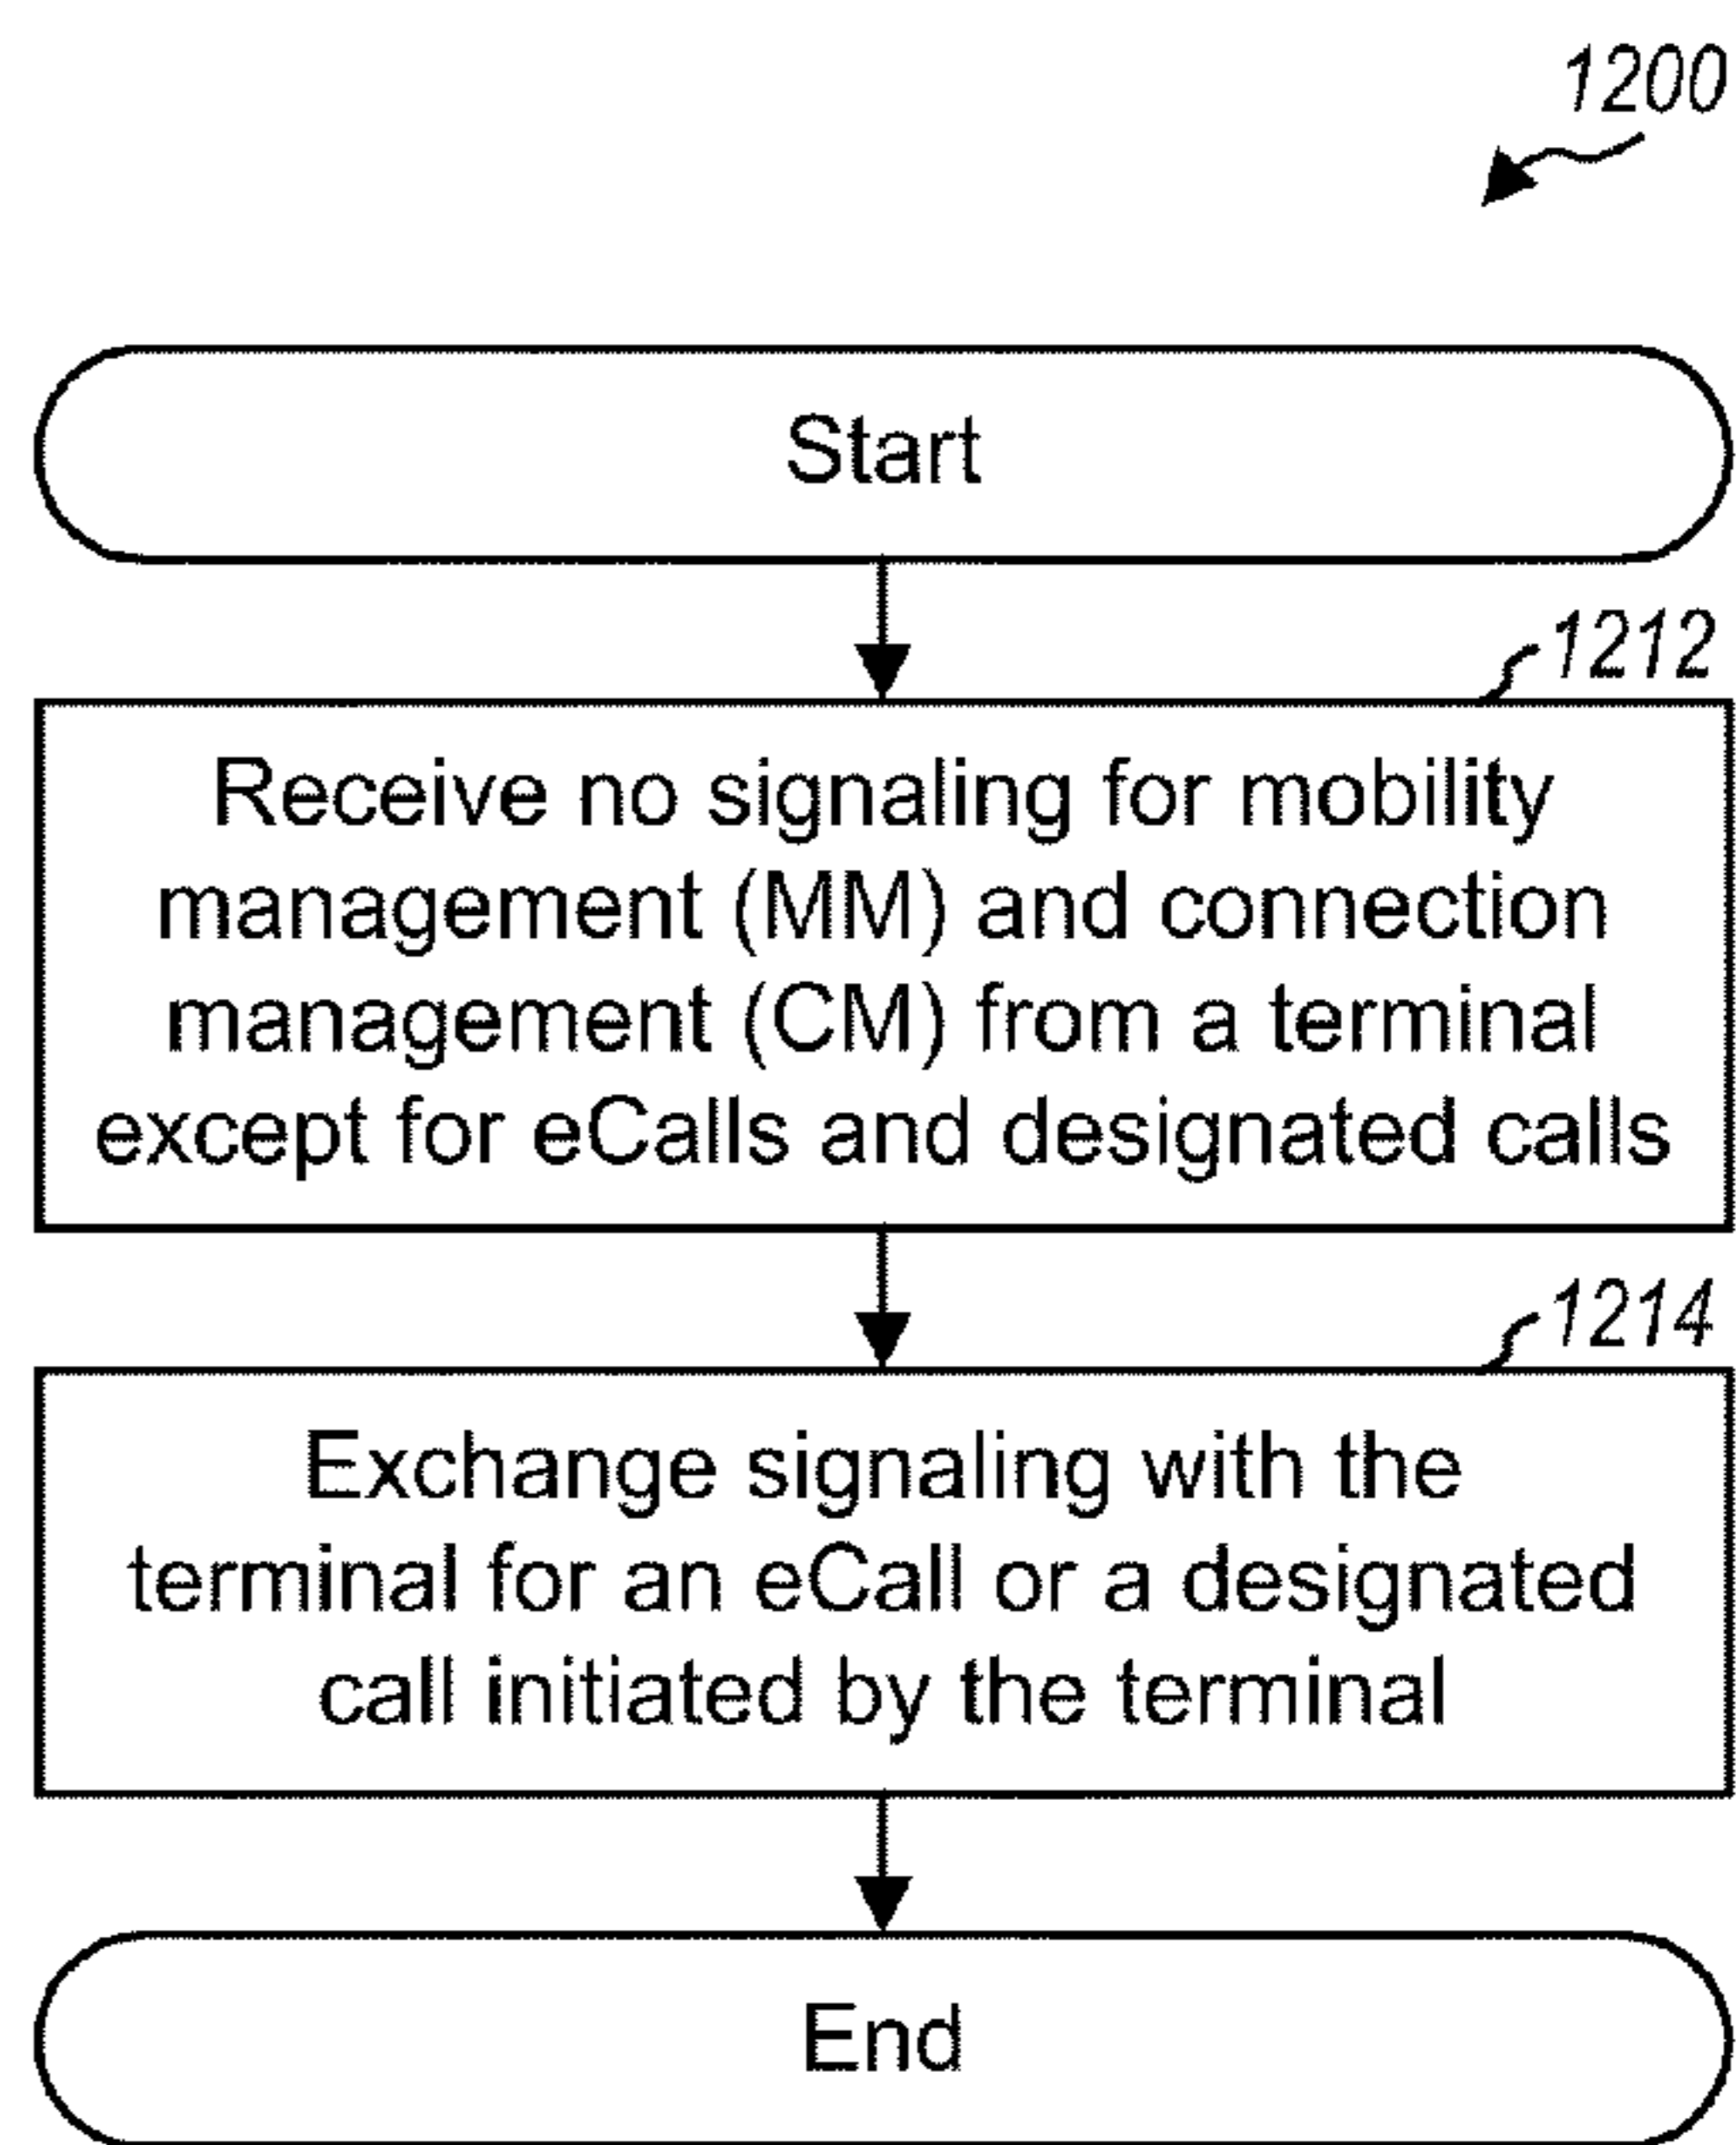 1200
Start
1212
Receive no signaling for mobility
management (MM) and connection
management (CM) from a terminal
except for eCalls and designated calls
1214
Exchange signaling with the
terminal for an eCall or a designated
call initiated by the terminal
End